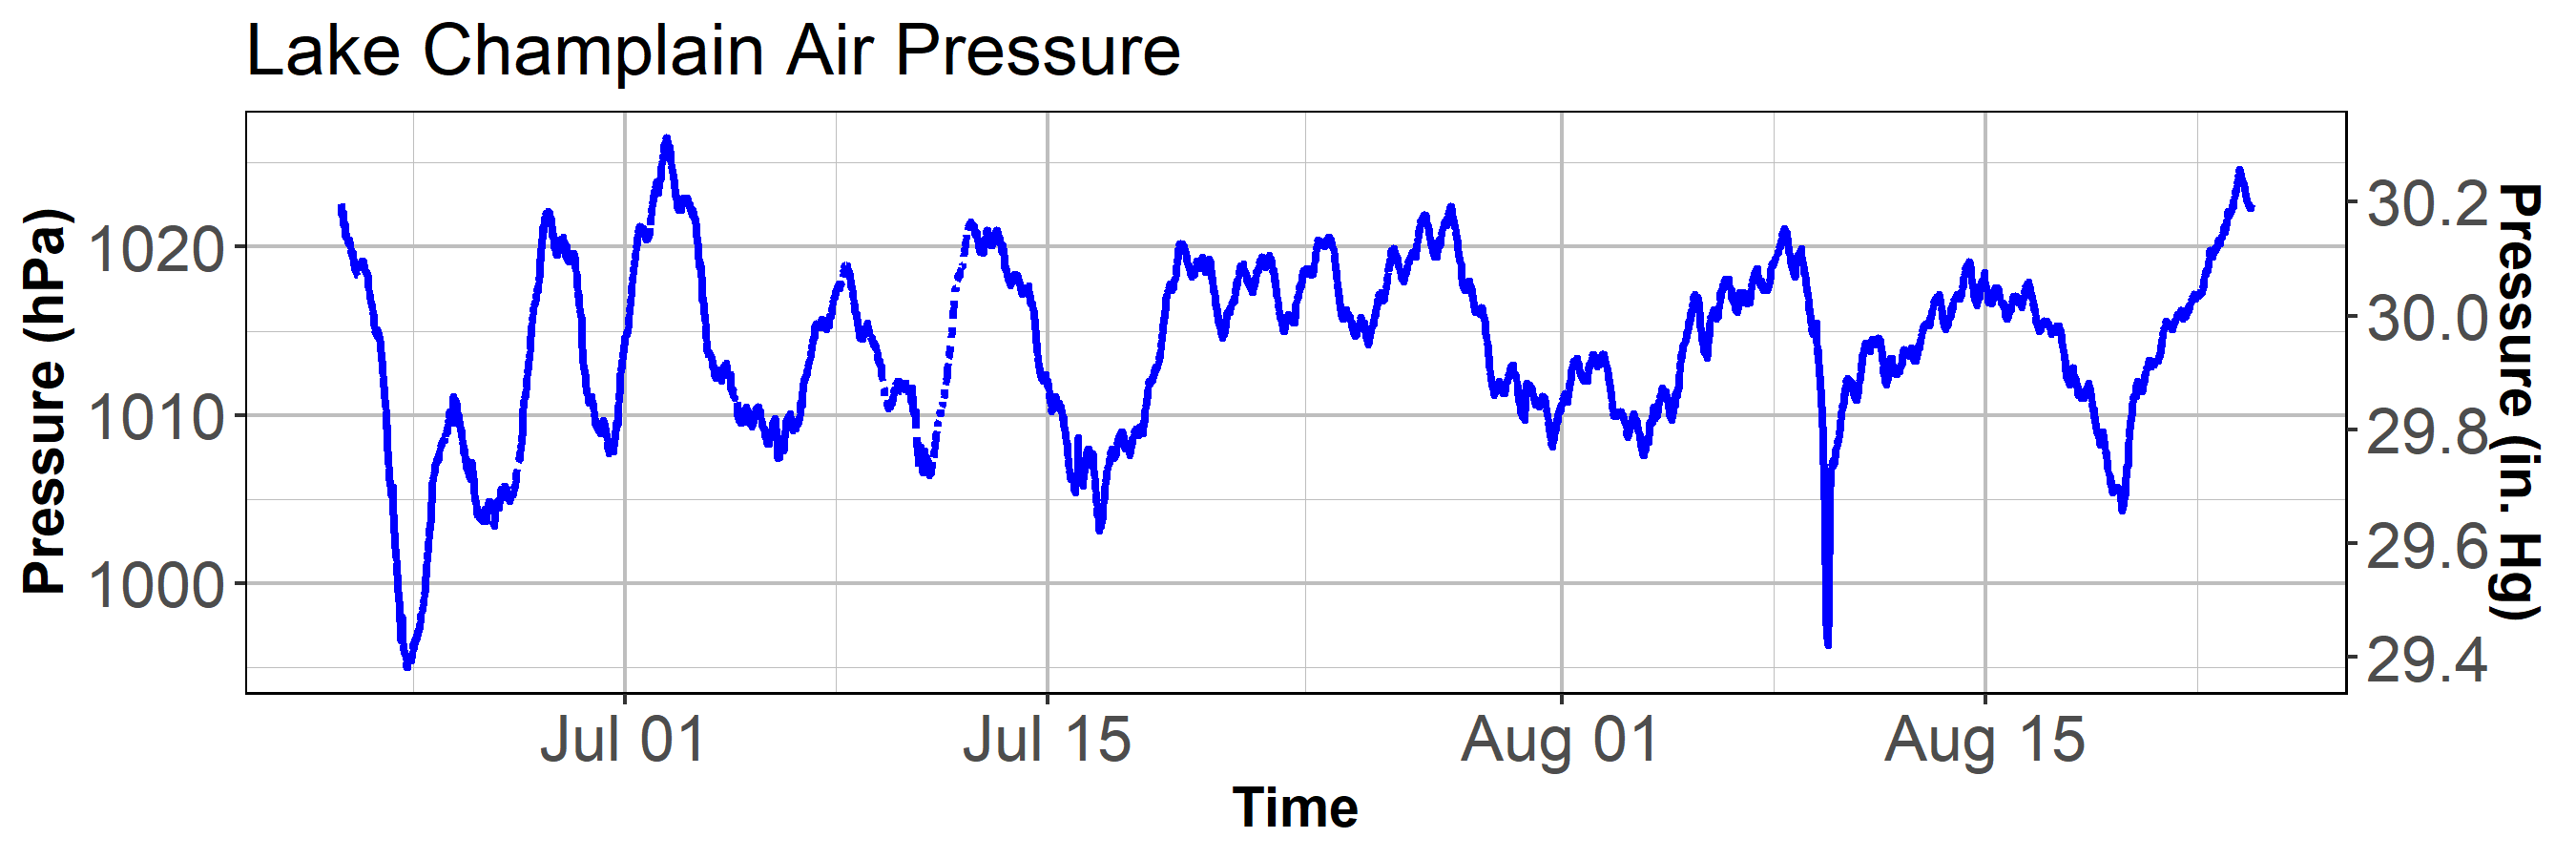 Lake Champlain Air Pressure
Pressure (hPa)
1020
1010
1000
30.2
30.0
29.8
29.6
29.4
Pressure (in. Hg)
Jul 01
Jul 15
Aug 01
Aug 15
Time